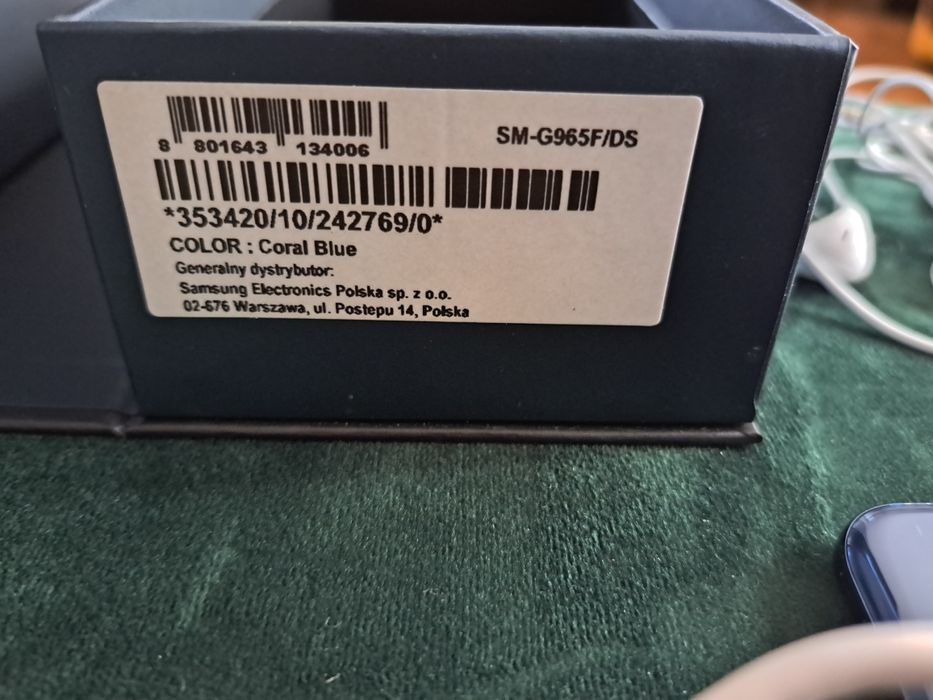 SM-G965F/DS
8 801643 134006
*353420/10/242769/0*
COLOR : Coral Blue
Generalny dystrybutor:
Samsung Electronics Polska sp. z o.o.
02-676 Warszawa, ul. Postepu 14, Polska